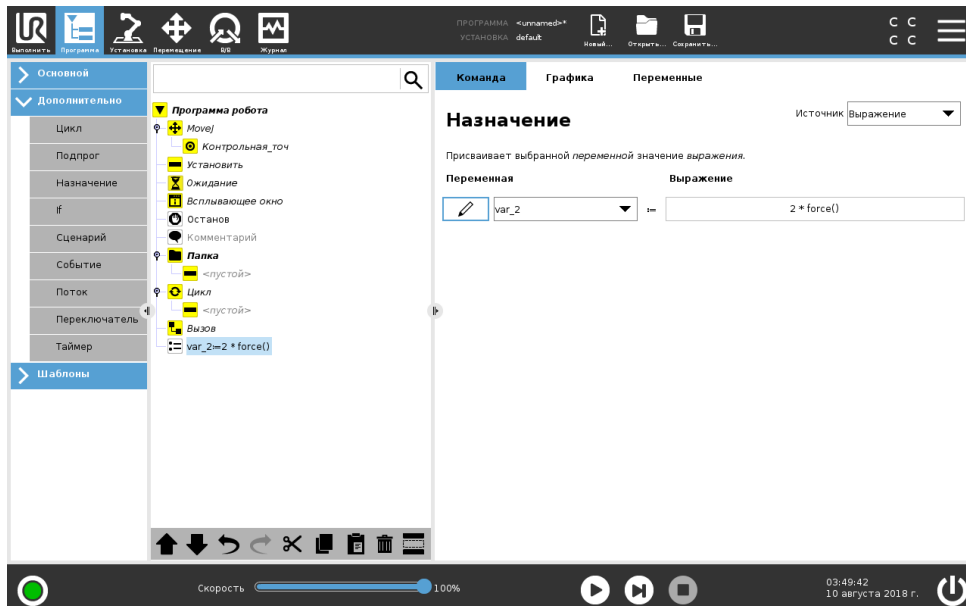 ПРОГРАММА <unnamed>*
УСТАНОВКА default
C C
C C
Выполнить Программа Установка Перемещение В/В Журнал
Новый... Открыть... Сохранить...
Основной
Дополнительно
Цикл
Подпрог
Назначение
If
Сценарий
Событие
Поток
Переключатель
Таймер
Шаблоны
Программа робота
MoveJ
Контрольная_точ
Установить
Ожидание
Всплывающее окно
Останов
Комментарий
Папка
<пустой>
Цикл
<пустой>
Вызов
var_2≔2 * force()
Команда Графика Переменные
Назначение
Источник Выражение
Присваивает выбранной переменной значение выражения.
Переменная Выражение
var_2 ≔ 2 * force()
Скорость 100%
03:49:42
10 августа 2018 г.